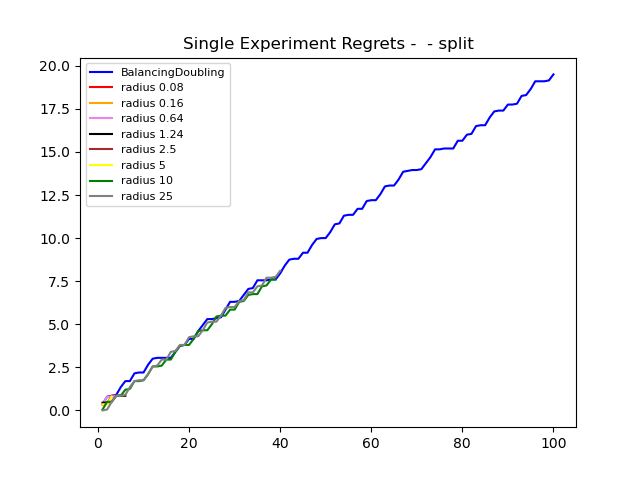 Single Experiment Regrets -  - split
20.0
17.5
15.0
12.5
10.0
7.5
5.0
2.5
0.0
BalancingDoubling
radius 0.08
radius 0.16
radius 0.64
radius 1.24
radius 2.5
radius 5
radius 10
radius 25
0 20 40 60 80 100